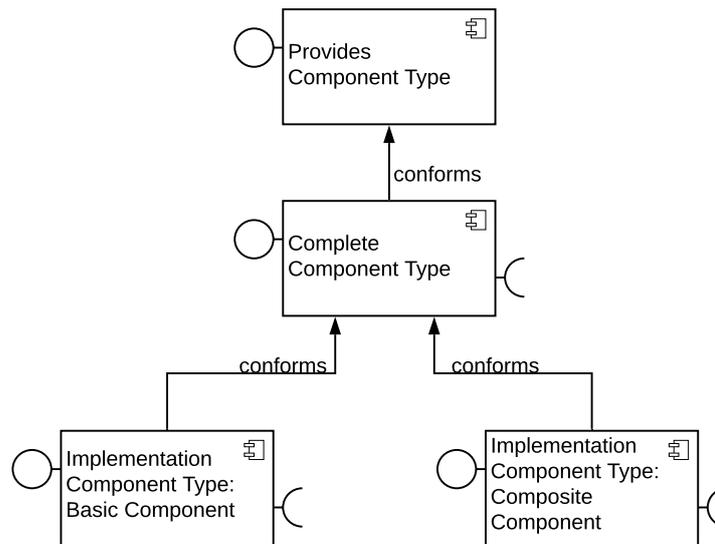 Provides
Component Type
conforms
Complete
Component Type
conforms
conforms
Implementation
Component Type:
Basic Component
Implementation
Component Type:
Composite
Component